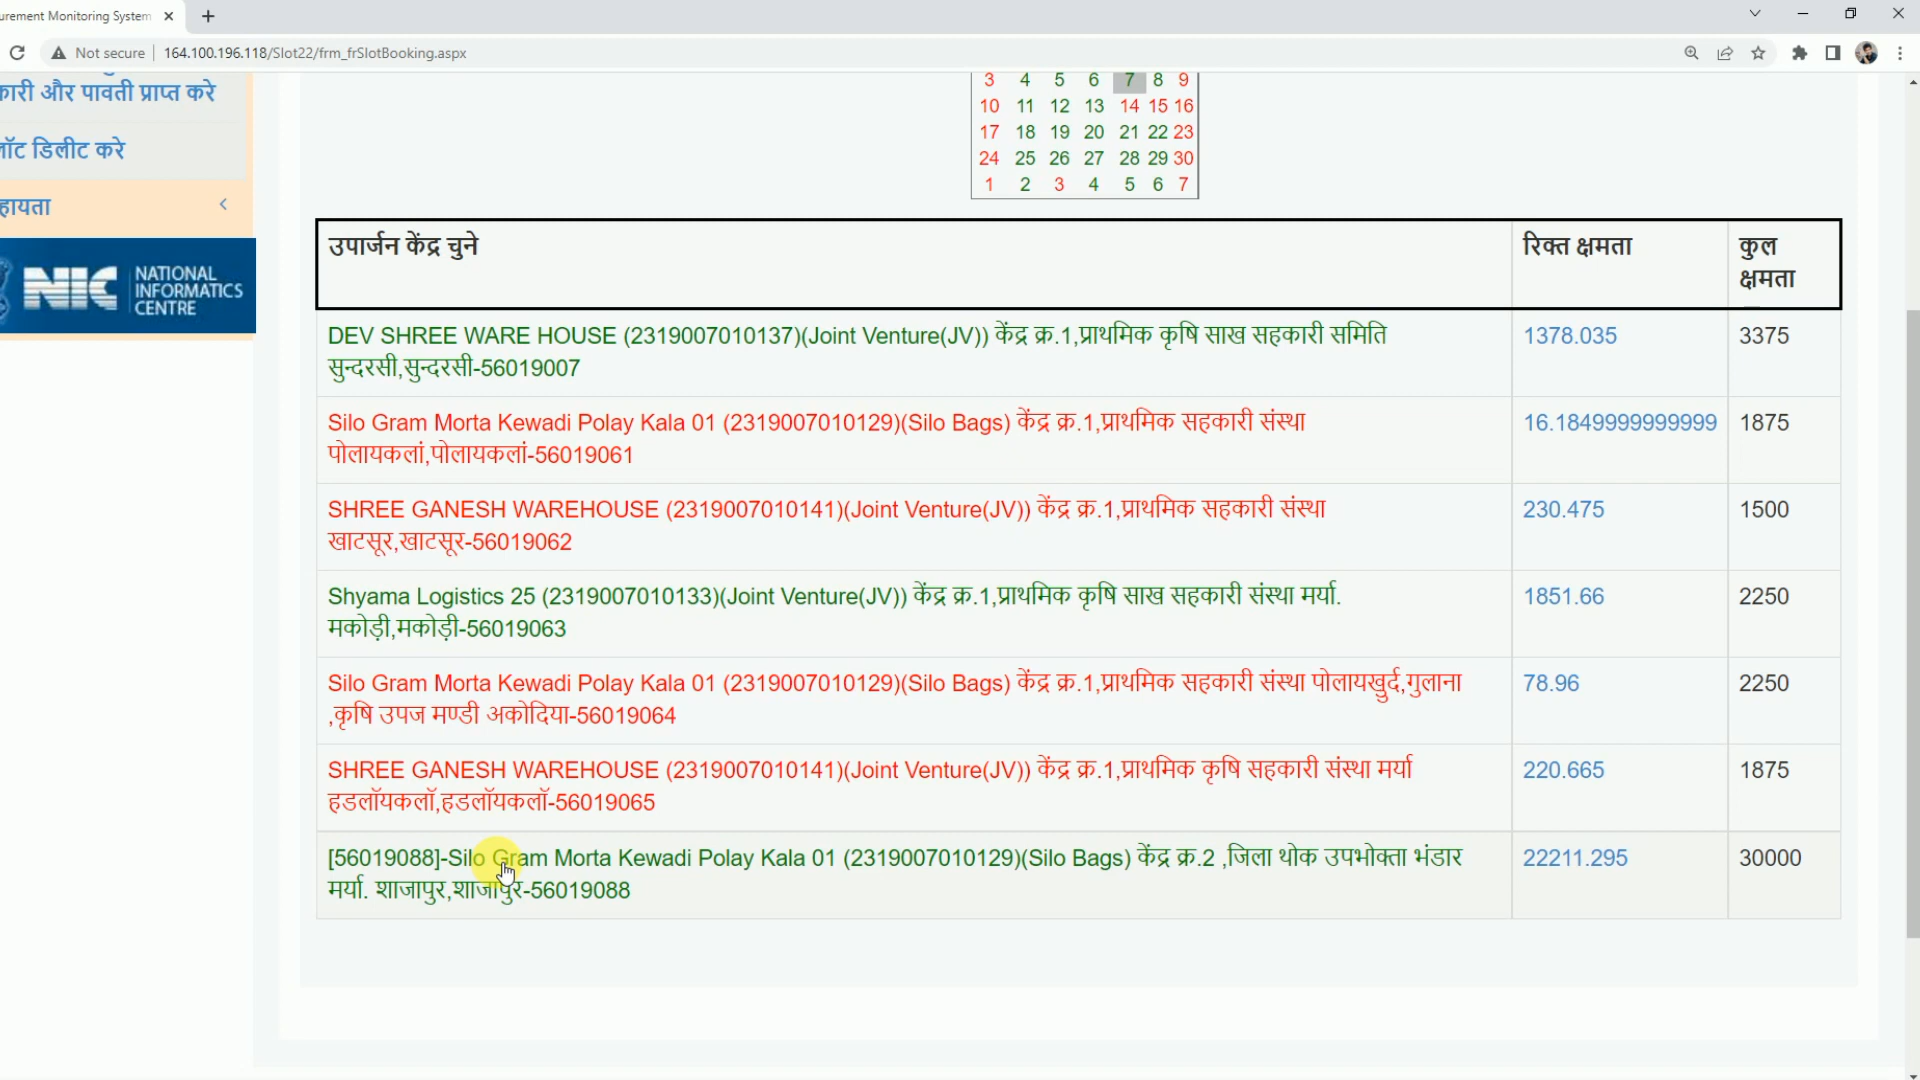 urement Monitoring System
Not secure
164.100.196.118/Slot22/frm_frSlotBooking.aspx
कारी और पावती प्राप्त करे
लॉट डिलीट करे
हायता
NIC NATIONAL INFORMATICS CENTRE
3 4 5 6 7 8 9
10 11 12 13 14 15 16
17 18 19 20 21 22 23
24 25 26 27 28 29 30
1 2 3 4 5 6 7
उपार्जन केंद्र चुने रिक्त क्षमता कुल
क्षमता
DEV SHREE WARE HOUSE (2319007010137)(Joint Venture(JV)) केंद्र क्र.1,प्राथमिक कृषि साख सहकारी समिति 1378.035 3375
सुन्दरसी,सुन्दरसी-56019007
Silo Gram Morta Kewadi Polay Kala 01 (2319007010129)(Silo Bags) केंद्र क्र.1,प्राथमिक सहकारी संस्था 16.1849999999999 1875
पोलायकलां,पोलायकलां-56019061
SHREE GANESH WAREHOUSE (2319007010141)(Joint Venture(JV)) केंद्र क्र.1,प्राथमिक सहकारी संस्था 230.475 1500
खाटसूर,खाटसूर-56019062
Shyama Logistics 25 (2319007010133)(Joint Venture(JV)) केंद्र क्र.1,प्राथमिक कृषि साख सहकारी संस्था मर्या. 1851.66 2250
मकोड़ी,मकोड़ी-56019063
Silo Gram Morta Kewadi Polay Kala 01 (2319007010129)(Silo Bags) केंद्र क्र.1,प्राथमिक सहकारी संस्था पोलायखुर्द,गुलाना 78.96 2250
,कृषि उपज मण्डी अकोदिया-56019064
SHREE GANESH WAREHOUSE (2319007010141)(Joint Venture(JV)) केंद्र क्र.1,प्राथमिक कृषि सहकारी संस्था मर्या 220.665 1875
हडलॉयकलॉ,हडलॉयकलॉ-56019065
[56019088]-Silo Gram Morta Kewadi Polay Kala 01 (2319007010129)(Silo Bags) केंद्र क्र.2 ,जिला थोक उपभोक्ता भंडार 22211.295 30000
मर्या. शाजापुर,शाजापुर-56019088